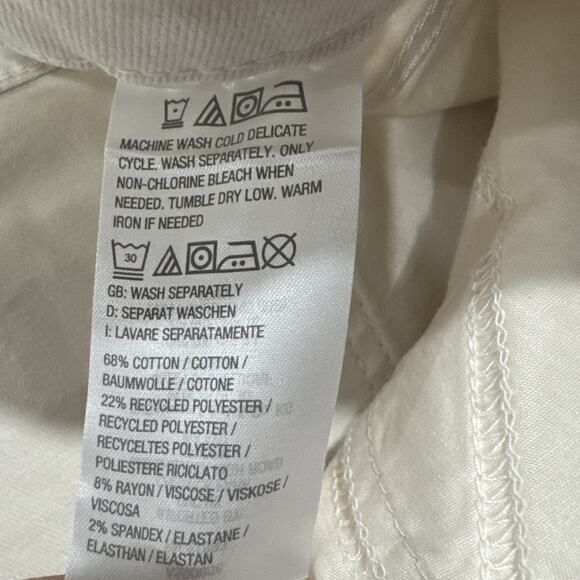 MACHINE WASH COLD DELICATE
CYCLE. WASH SEPARATELY. ONLY
NON-CHLORINE BLEACH WHEN
NEEDED. TUMBLE DRY LOW. WARM
IRON IF NEEDED
30
GB: WASH SEPARATELY
D: SEPARAT WASCHEN
I: LAVARE SEPARATAMENTE
68% COTTON / COTTON /
BAUMWOLLE / COTONE
22% RECYCLED POLYESTER /
RECYCLED POLYESTER /
RECYCELTES POLYESTER /
POLIESTERE RICICLATO
8% RAYON / VISCOSE / VISKOSE /
VISCOSA
2% SPANDEX / ELASTANE /
ELASTHAN / ELASTAN